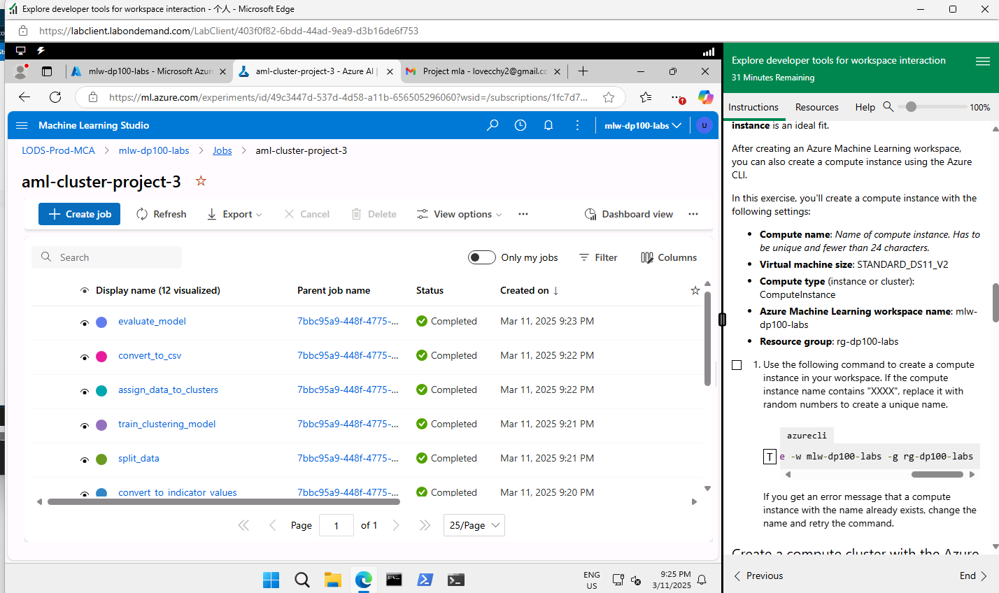 Explore developer tools for workspace interaction - 个人 - Microsoft Edge
https://labclient.labondemand.com/LabClient/403f0f82-6bdd-44ad-9ea9-d3b16de6f753
mlw-dp100-labs - Microsoft Azur
aml-cluster-project-3 - Azure AI |
Project mla - lovecchy2@gmail.co
https://ml.azure.com/experiments/id/49c3447d-537d-4d58-a11b-656505296060?wsid=/subscriptions/1fc7d7...
Machine Learning Studio
mlw-dp100-labs
U
LODS-Prod-MCA > mlw-dp100-labs > Jobs > aml-cluster-project-3
aml-cluster-project-3
Create job
Refresh
Export
Cancel
Delete
View options
Dashboard view
Search
Only my jobs
Filter
Columns
Display name (12 visualized) Parent job name Status Created on ↓
evaluate_model 7bbc95a9-448f-4775-... Completed Mar 11, 2025 9:23 PM
convert_to_csv 7bbc95a9-448f-4775-... Completed Mar 11, 2025 9:22 PM
assign_data_to_clusters 7bbc95a9-448f-4775-... Completed Mar 11, 2025 9:22 PM
train_clustering_model 7bbc95a9-448f-4775-... Completed Mar 11, 2025 9:21 PM
split_data 7bbc95a9-448f-4775-... Completed Mar 11, 2025 9:21 PM
convert_to_indicator_values 7bbc95a9-448f-4775-... Completed Mar 11, 2025 9:20 PM
Page 1 of 1
25/Page
ENG
US
9:25 PM
3/11/2025
Explore developer tools for workspace interaction
31 Minutes Remaining
Instructions Resources Help 100%
instance is an ideal fit.
After creating an Azure Machine Learning workspace,
you can also create a compute instance using the Azure
CLI.
In this exercise, you'll create a compute instance with the
following settings:
• Compute name: Name of compute instance. Has to
be unique and fewer than 24 characters.
• Virtual machine size: STANDARD_DS11_V2
• Compute type (instance or cluster):
ComputeInstance
• Azure Machine Learning workspace name: mlw-
dp100-labs
• Resource group: rg-dp100-labs
1. Use the following command to create a compute
instance in your workspace. If the compute
instance name contains "XXXX", replace it with
random numbers to create a unique name.
azurecli
T e -w mlw-dp100-labs -g rg-dp100-labs
If you get an error message that a compute
instance with the name already exists, change the
name and retry the command.
Create a compute cluster with the Azure
Previous
End